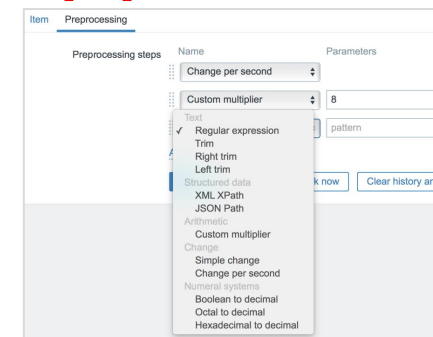 Item Preprocessing
Preprocessing steps Name Parameters
Change per second
Custom multiplier 8
Text
✓ Regular expression pattern
Trim
Right trim
Left trim
Structured data
XML XPath
JSON Path
Arithmetic
Custom multiplier
Change
Simple change
Change per second
Numeral systems
Boolean to decimal
Octal to decimal
Hexadecimal to decimal
now Clear history